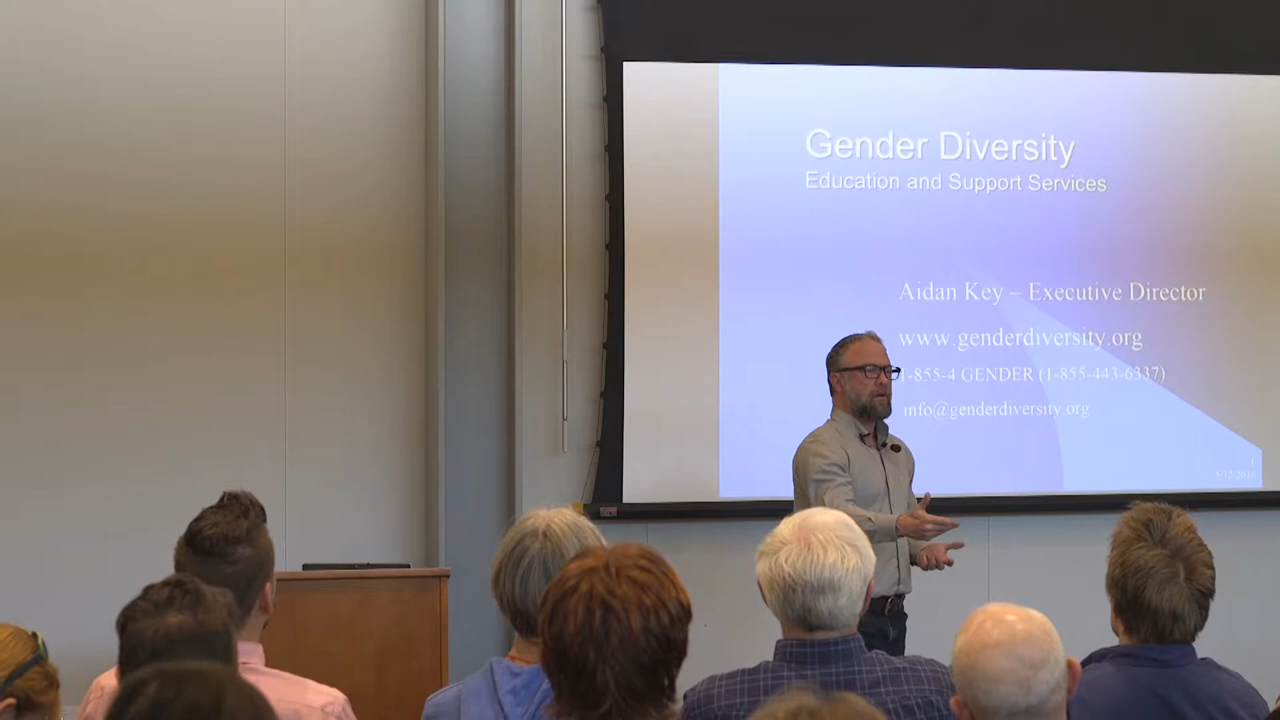 Gender Diversity
Education and Support Services
Aidan Key – Executive Director
www.genderdiversity.org
1-855-4 GENDER (1-855-443-6337)
info@genderdiversity.org
1